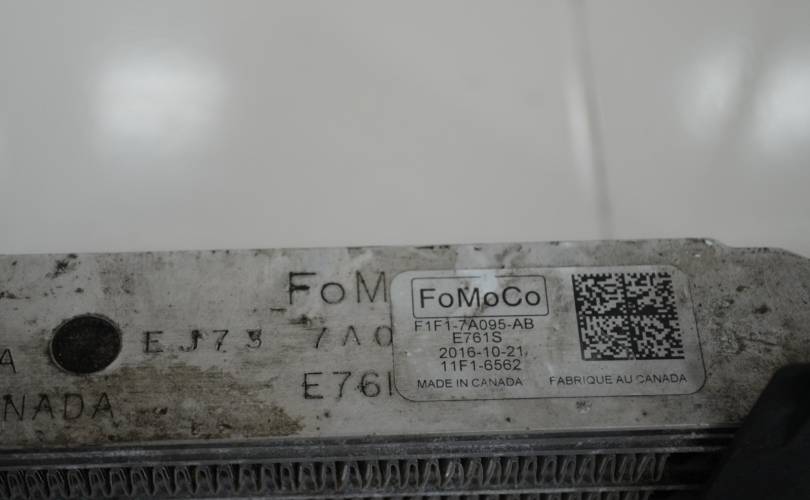 FoM
EJ73 7A0
E761
A
NADA
FoMoCo
F1F1-7A095-AB
E761S
2016-10-21
11F1-6562
MADE IN CANADA FABRIQUE AU CANADA